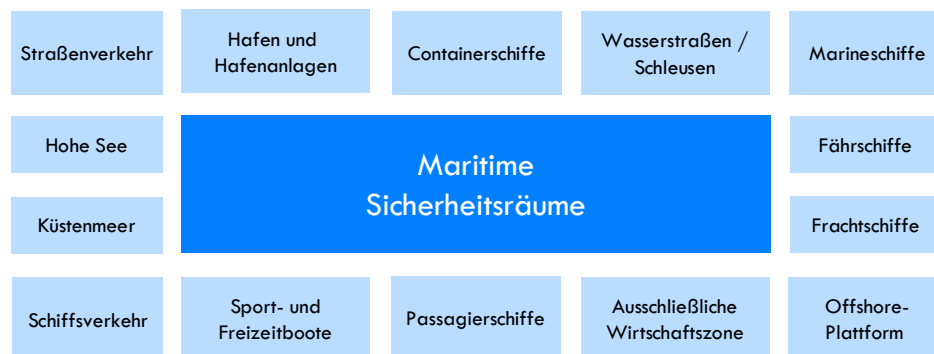 Straßenverkehr
Hafen und
Hafenanlagen
Containerschiffe
Wasserstraßen /
Schleusen
Marineschiffe
Hohe See
Maritime
Sicherheitsräume
Fährschiffe
Küstenmeer
Frachtschiffe
Schiffsverkehr
Sport- und
Freizeitboote
Passagierschiffe
Ausschließliche
Wirtschaftszone
Offshore-
Plattform